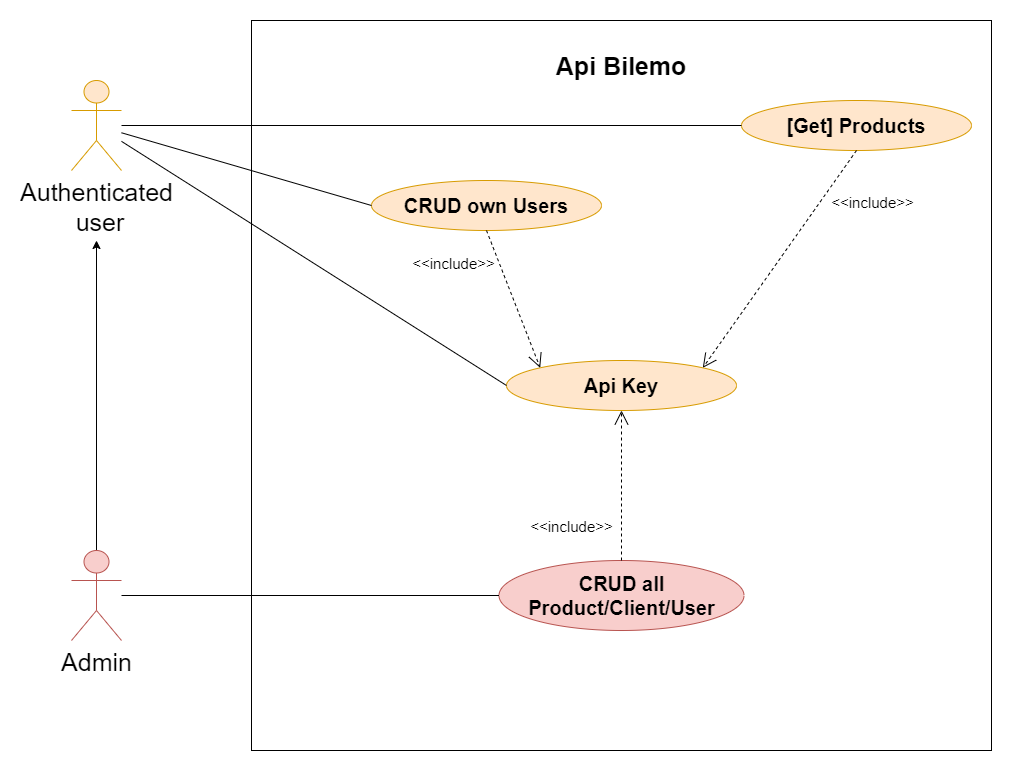 Api Bilemo
[Get] Products
Authenticated
user
CRUD own Users
<<include>>
<<include>>
Api Key
<<include>>
CRUD all
Product/Client/User
Admin